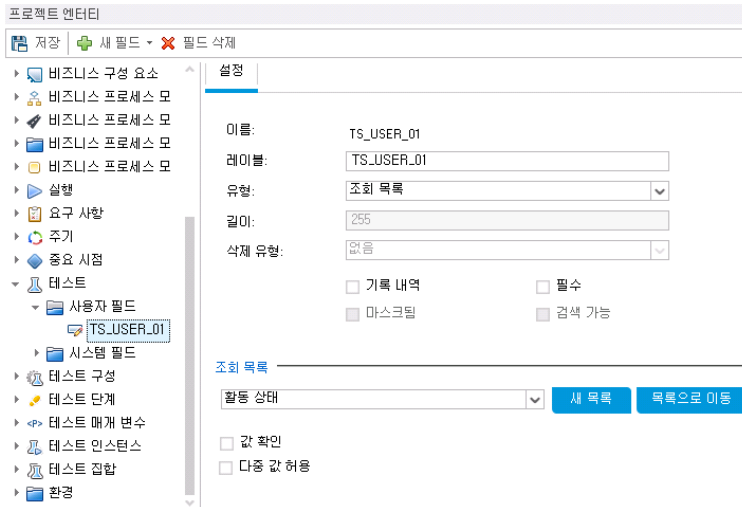 프로젝트 엔터티
저장 새 필드 필드 삭제
비즈니스 구성 요소
비즈니스 프로세스 모
비즈니스 프로세스 모
비즈니스 프로세스 모
비즈니스 프로세스 모
실행
요구 사항
주기
중요 시점
테스트
사용자 필드
TS_USER_01
시스템 필드
테스트 구성
테스트 단계
<P> 테스트 매개 변수
테스트 인스턴스
테스트 집합
환경
설정
이름: TS_USER_01
레이블: TS_USER_01
유형: 조회 목록
길이: 255
삭제 유형: 없음
기록 내역 필수
마스크됨 검색 가능
조회 목록
활동 상태 새 목록 목록으로 이동
값 확인
다중 값 허용